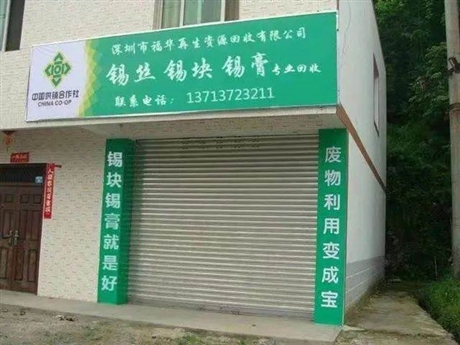 深圳市福华再生资源回收有限公司
锡丝 锡块 锡膏 专业回收
联系电话：13713723211
中国供销合作社
CHINA CO-OP
锡块锡膏就是好
废物利用变成宝